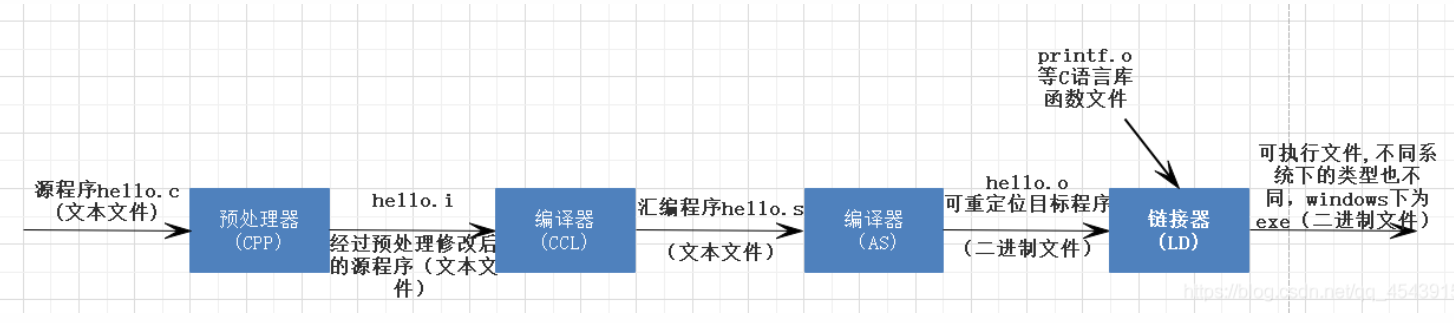 printf.o
等C语言库
函数文件
源程序hello.c
(文本文件)
预处理器
(CPP)
hello.i
经过预处理修改后
的源程序（文本文
件）
编译器
(CCL)
汇编程序hello.s
(文本文件)
编译器
(AS)
hello.o
可重定位目标程序
(二进制文件)
链接器
(LD)
可执行文件,不同系
统下的类型也不
同，windows下为
exe（二进制文件）
https://blog.csdn.net/qq_4543915